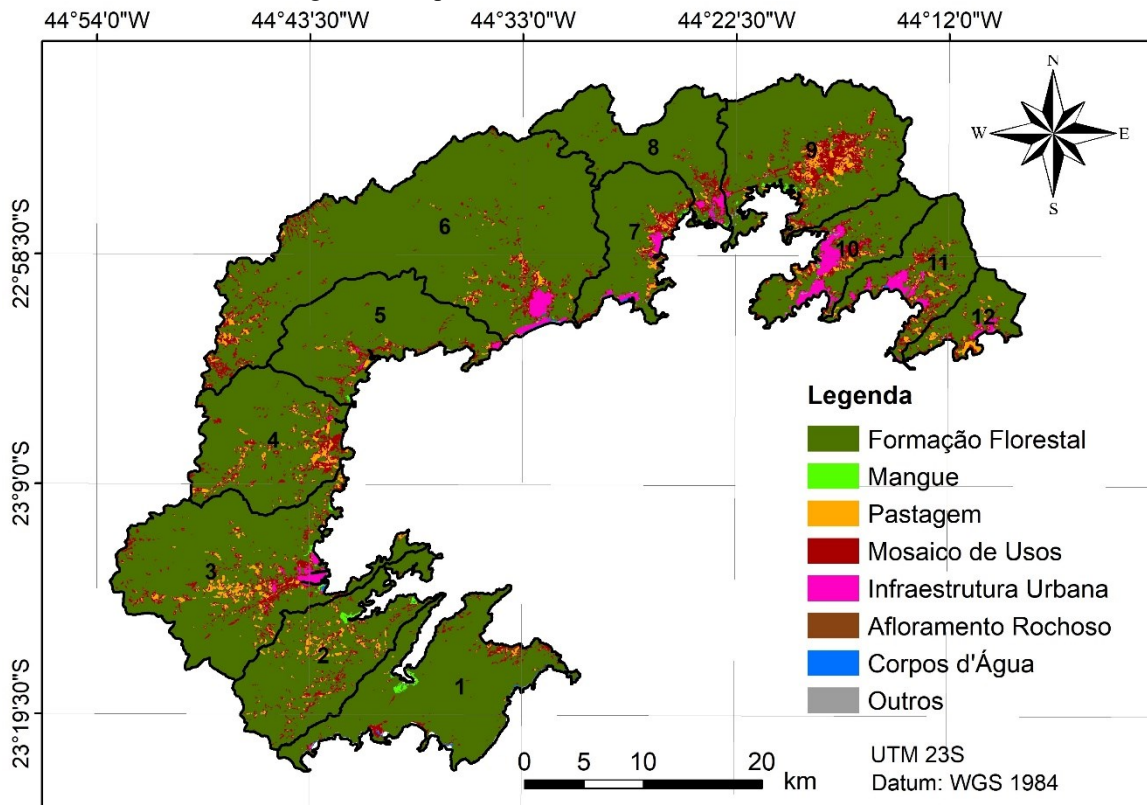 44°54'0"W 44°43'30"W 44°33'0"W 44°22'30"W 44°12'0"W
N
W E
S
8
9
6
22°58'30"S
7
10
11
5
12
Legenda
4
Formação Florestal
Mangue
23°9'0"S
Pastagem
Mosaico de Usos
3
Infraestrutura Urbana
Afloramento Rochoso
2
Corpos d'Água
1
Outros
23°19'30"S
UTM 23S
0 5 10 20
km
Datum: WGS 1984